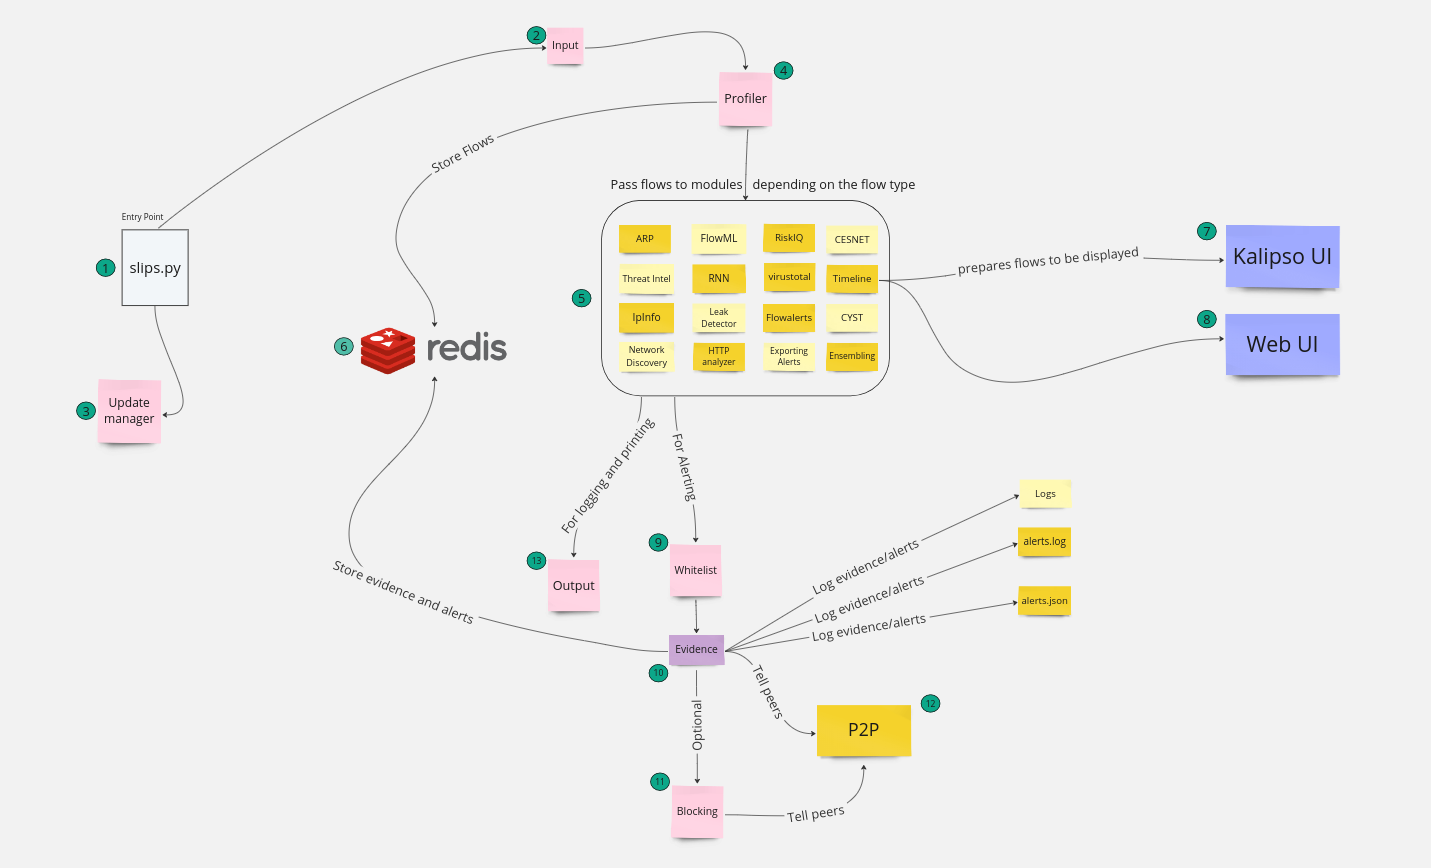 2
Input
4
Profiler
Store Flows
Pass flows to modules depending on the flow type
Entry Point
1
slips.py
3
Update
manager
6
redis
5
ARP
FlowML
RiskIQ
CESNET
Threat Intel
RNN
virustotal
Timeline
IpInfo
Leak
Detector
Flowalerts
CYST
Network
Discovery
HTTP
analyzer
Exporting
Alerts
Ensembling
prepares flows to be displayed
7
Kalipso UI
8
Web UI
For logging and printing
For Alerting
13
Output
9
Whitelist
Store evidence and alerts
Evidence
10
Log evidence/alerts
Logs
Log evidence/alerts
alerts.log
Log evidence/alerts
alerts.json
Tell peers
12
P2P
Optional
11
Blocking
Tell peers